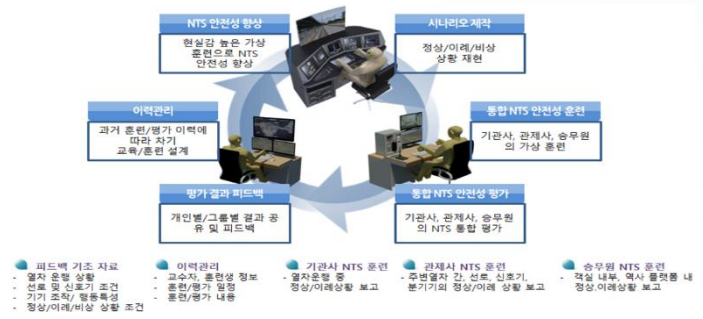 NTS 안전성 향상
현실감 높은 가상
훈련으로 NTS
안전성 향상
시나리오 제작
정상/이례/비상
상황 재현
이력관리
과거 훈련/평가 이력에
따라 차기
교육/훈련 설계
통합 NTS 안전성 훈련
기관사, 관제사, 승무원
의 가상 훈련
평가 결과 피드백
개인별/그룹별 결과 공
유 및 피드백
통합 NTS 안전성 평가
기관사, 관제사, 승무원
의 NTS 통합 평가
피드백 기조 자료
- 열차 운행 상황
- 선로 및 신호기 조건
- 기기 조작/ 행동특성
- 정상/이례/비상 상황 조건
이력관리
- 교수자, 훈련생 정보
- 훈련/평가 일정
- 훈련/평가 내용
기관사 NTS 훈련
- 열차운행 중
정상/이례상황 보고
관제사 NTS 훈련
- 주변열차 간, 선로, 신호기,
분기기의 정상/이례 상황 보고
승무원 NTS 훈련
- 객실 내부, 역사 플랫폼 내
정상,이례상황 보고